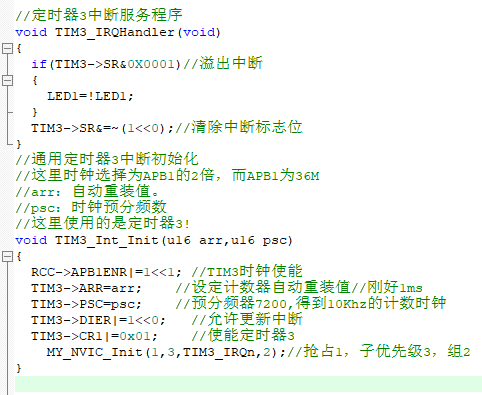 //定时器3中断服务程序
void TIM3_IRQHandler(void)
{
if(TIM3->SR&0X0001)//溢出中断
{
LED1=!LED1;
}
TIM3->SR&=~(1<<0);//清除中断标志位
}
//通用定时器3中断初始化
//这里时钟选择为APB1的2倍，而APB1为36M
//arr：自动重装值。
//psc：时钟预分频数
//这里使用的是定时器3!
void TIM3_Int_Init(u16 arr,u16 psc)
{
RCC->APB1ENR|=1<<1; //TIM3时钟使能
TIM3->ARR=arr; //设定计数器自动重装值//刚好1ms
TIM3->PSC=psc; //预分频器7200,得到10Khz的计数时钟
TIM3->DIER|=1<<0; //允许更新中断
TIM3->CR1|=0x01; //使能定时器3
MY_NVIC_Init(1,3,TIM3_IRQn,2);//抢占1，子优先级3，组2
}